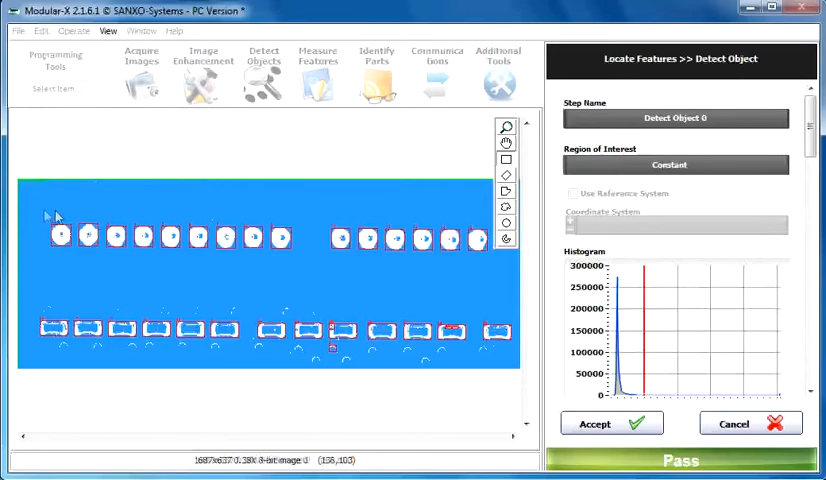 Modular-X 2.1.6.1 © SANXO-Systems - PC Version *
File Edit Operate View Window Help
Programming Tools
Select Item...
Acquire Images
Image Enhancement
Detect Objects
Measure Features
Identify Parts
Communica tions
Additional Tools
Locate Features >> Detect Object
Step Name
Detect Object 0
Region of Interest
Constant
Use Reference System
Coordinate System
Histogram
300000
250000
200000
150000
100000
50000
0
Accept
Cancel
Pass